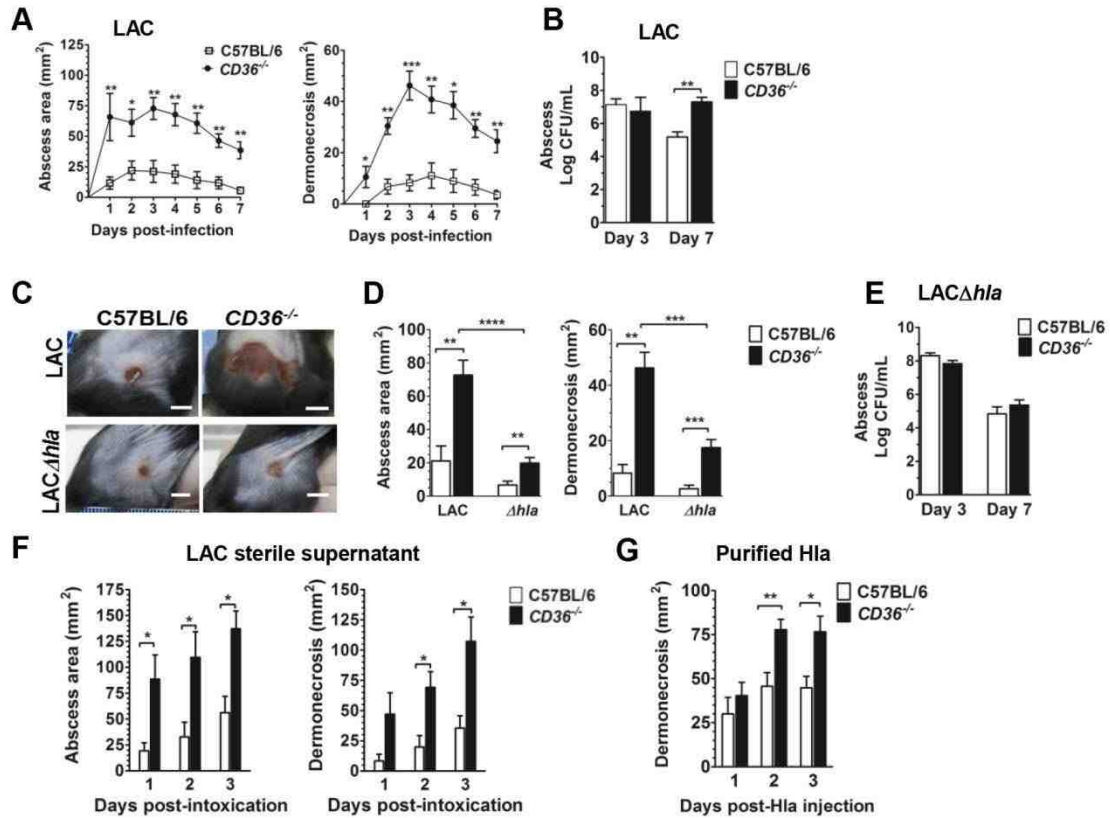 A
LAC
Abscess area (mm²)
125
100
75
50
25
0
** * ** ** ** ** **
1 2 3 4 5 6 7
Days post-infection
Dermonecrosis (mm²)
60
40
20
0
* ** *** ** * ** **
1 2 3 4 5 6 7
Days post-infection
C57BL/6
CD36-/-
B
LAC
Abscess
Log CFU/mL
10
8
6
4
2
0
**
Day 3 Day 7
C57BL/6
CD36-/-
C
C57BL/6 CD36-/-
LAC
LACΔhla
D
Abscess area (mm²)
100
80
60
40
20
0
** **** **
LAC Δhla
Dermonecrosis (mm²)
60
40
20
0
** *** ***
LAC Δhla
C57BL/6
CD36-/-
E
LACΔhla
Abscess
Log CFU/mL
10
8
6
4
2
0
Day 3 Day 7
C57BL/6
CD36-/-
F
LAC sterile supernatant
Abscess area (mm²)
175
150
125
100
75
50
25
0
* * *
1 2 3
Days post-intoxication
Dermonecrosis (mm²)
150
125
100
75
50
25
0
* *
1 2 3
Days post-intoxication
C57BL/6
CD36-/-
G
Purified Hla
Dermonecrosis (mm²)
100
75
50
25
0
** *
1 2 3
Days post-Hla injection
C57BL/6
CD36-/-